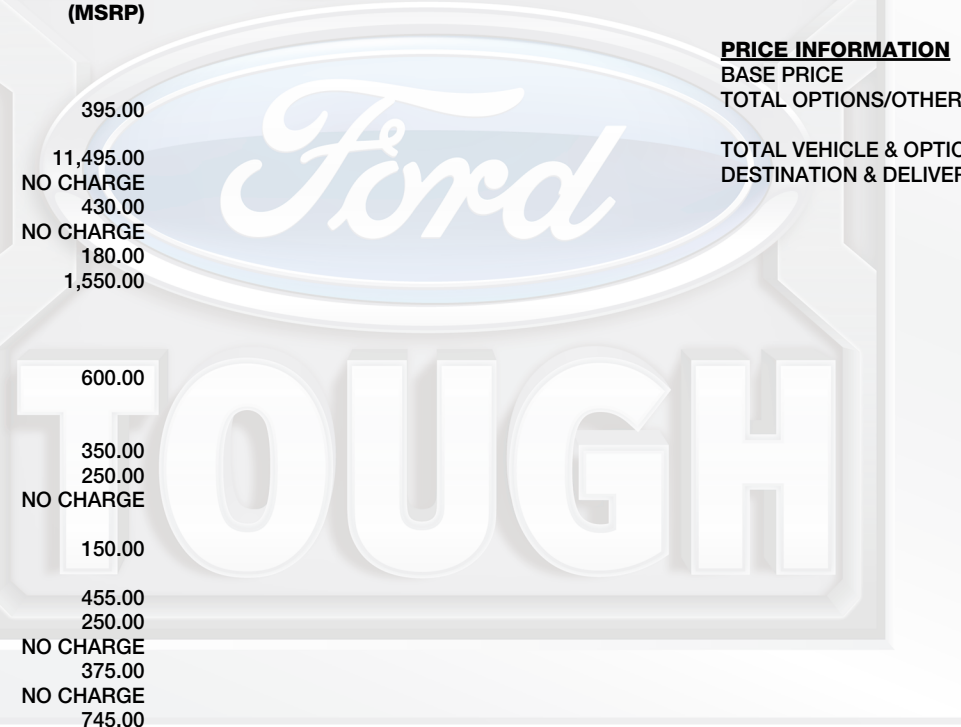 (MSRP)
395.00
11,495.00
NO CHARGE
430.00
NO CHARGE
180.00
1,550.00
600.00
350.00
250.00
NO CHARGE
150.00
455.00
250.00
NO CHARGE
375.00
NO CHARGE
745.00
PRICE INFORMATION
BASE PRICE
TOTAL OPTIONS/OTHER
TOTAL VEHICLE & OPTIO
DESTINATION & DELIVER
Ford
TOUGH